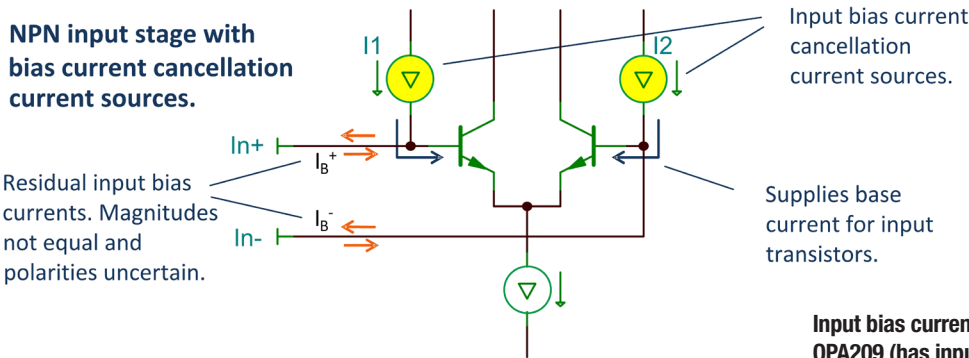 NPN input stage with
bias current cancellation
current sources.
I1
I2
Input bias current
cancellation
current sources.
In+
IB+
Residual input bias
currents. Magnitudes
not equal and
polarities uncertain.
IB-
In-
Supplies base
current for input
transistors.
Input bias curren
OPA209 (has inpu